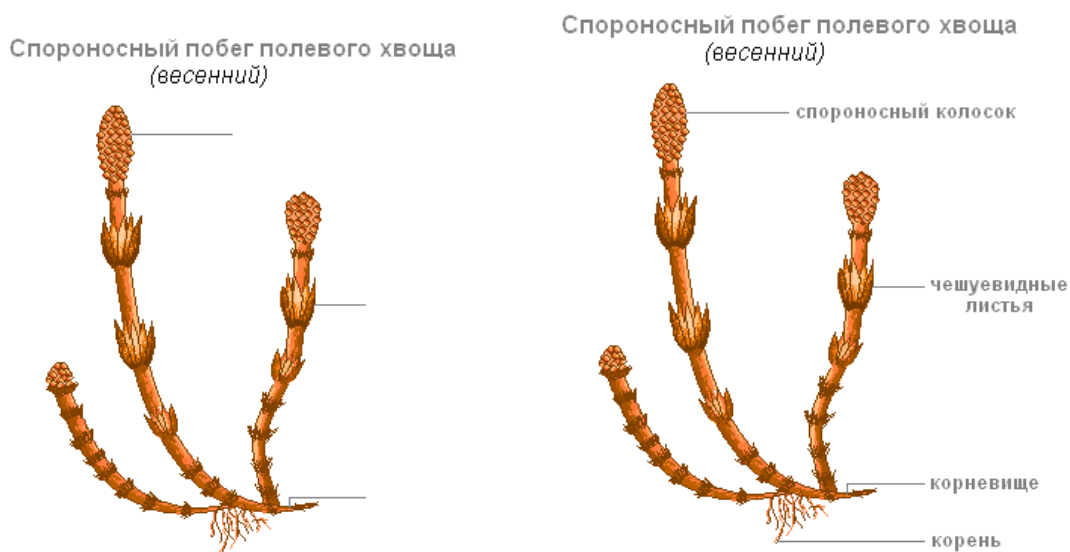 Спороносный побег полевого хвоща
(весенний)
Спороносный побег полевого хвоща
(весенний)
спороносный колосок
чешуевидные
листья
корневище
корень